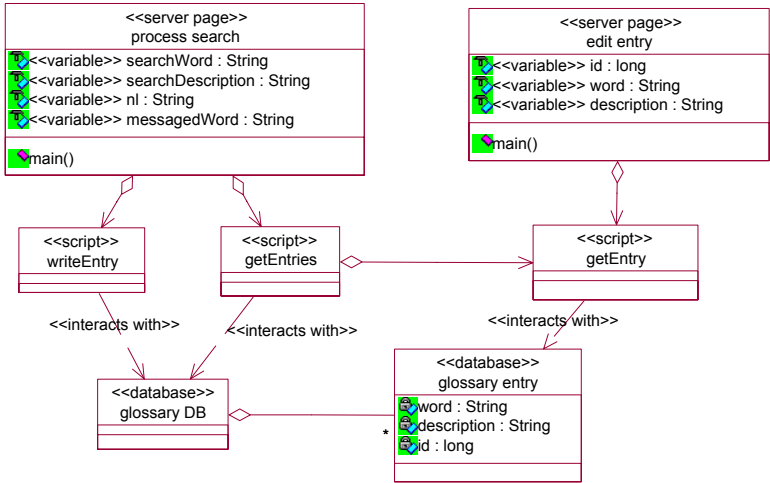 <<server page>>
process search
<<variable>> searchWord : String
<<variable>> searchDescription : String
<<variable>> nl : String
<<variable>> messagedWord : String
main()
<<server page>>
edit entry
<<variable>> id : long
<<variable>> word : String
<<variable>> description : String
main()
<<script>>
writeEntry
<<script>>
getEntries
<<script>>
getEntry
<<interacts with>>
<<interacts with>>
<<interacts with>>
<<database>>
glossary DB
*
<<database>>
glossary entry
word : String
description : String
id : long